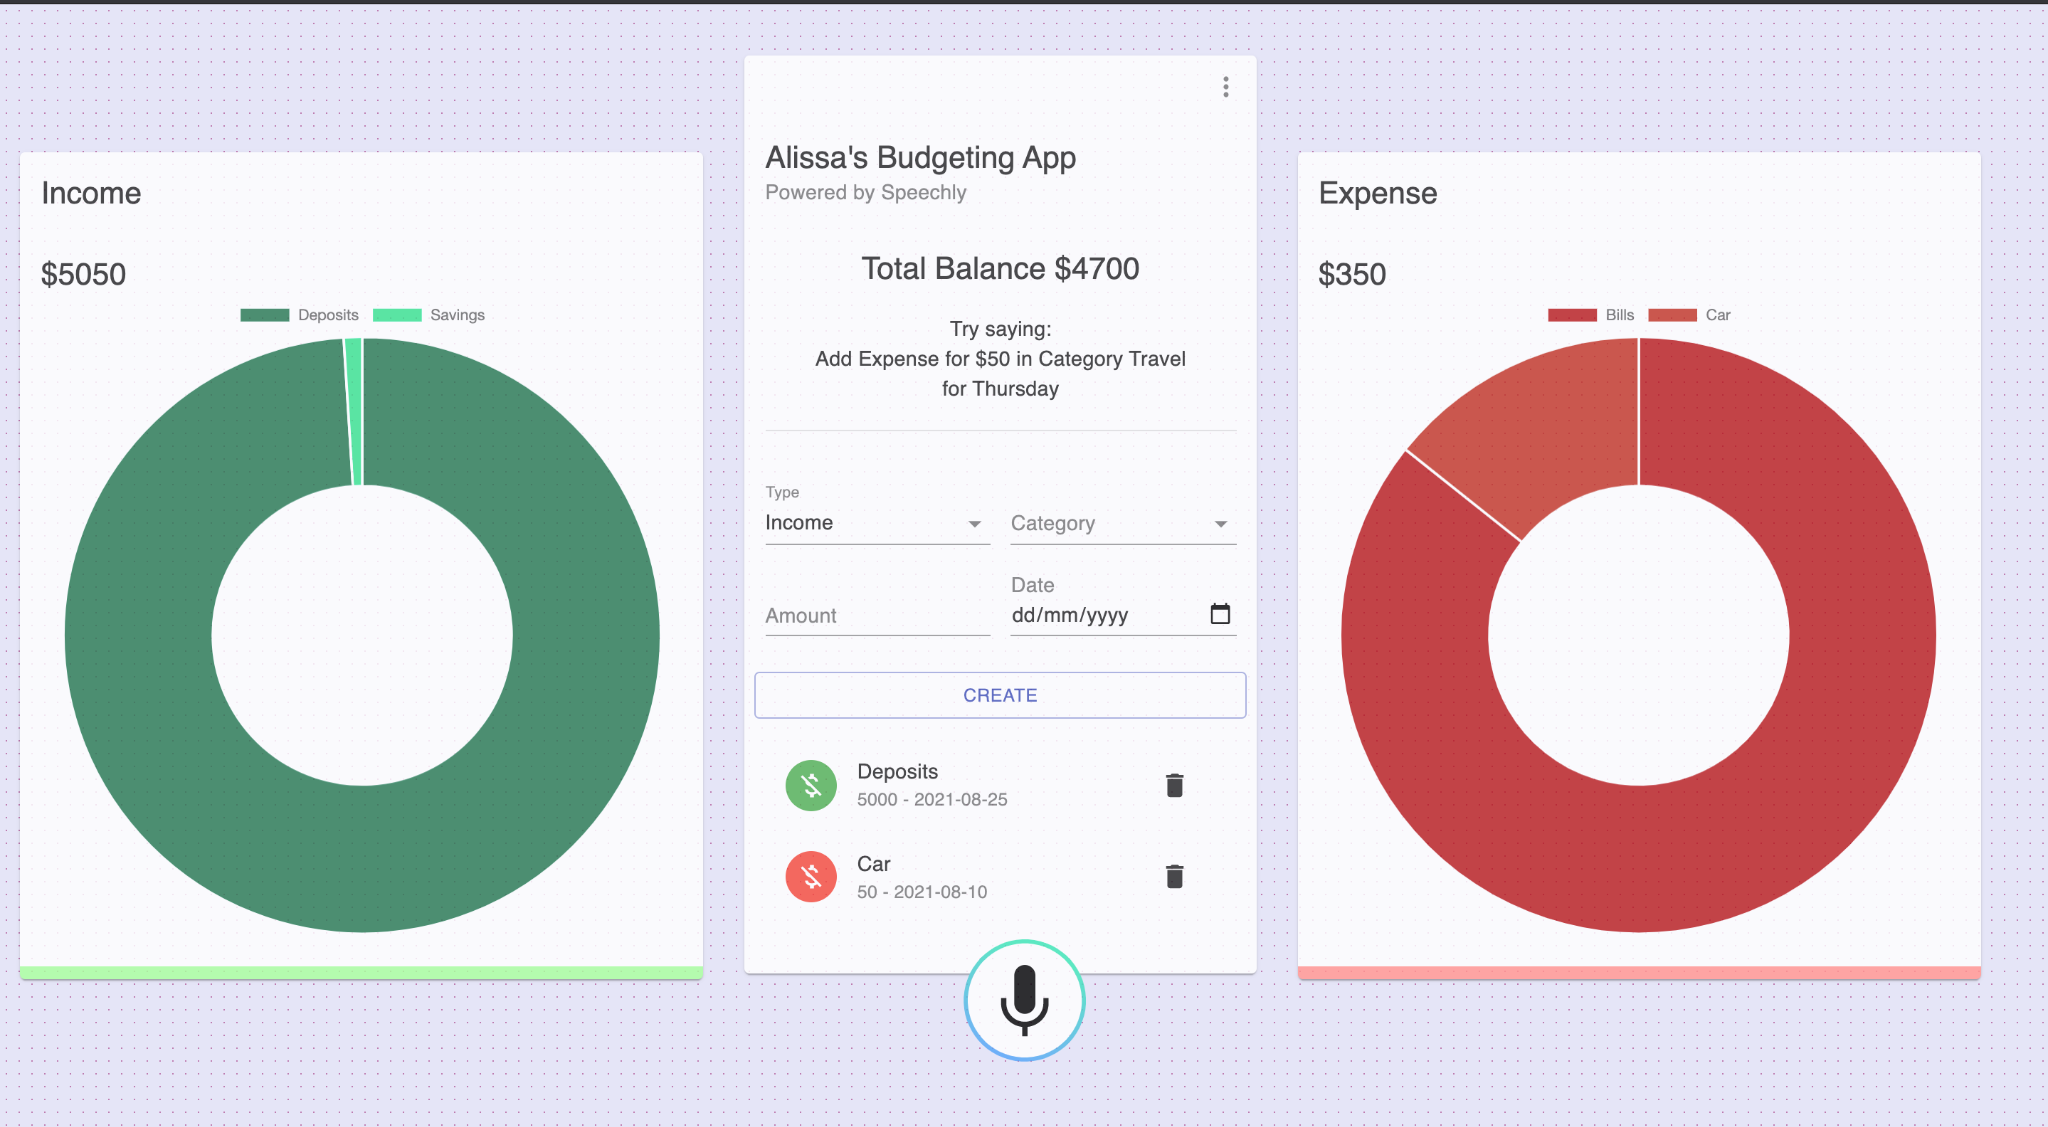 Income
$5050
Deposits Savings
Alissa's Budgeting App
Powered by Speechly
Total Balance $4700
Try saying:
Add Expense for $50 in Category Travel
for Thursday
Type
Income
Category
Amount
Date
dd/mm/yyyy
CREATE
Deposits
5000 - 2021-08-25
Car
50 - 2021-08-10
Expense
$350
Bills Car